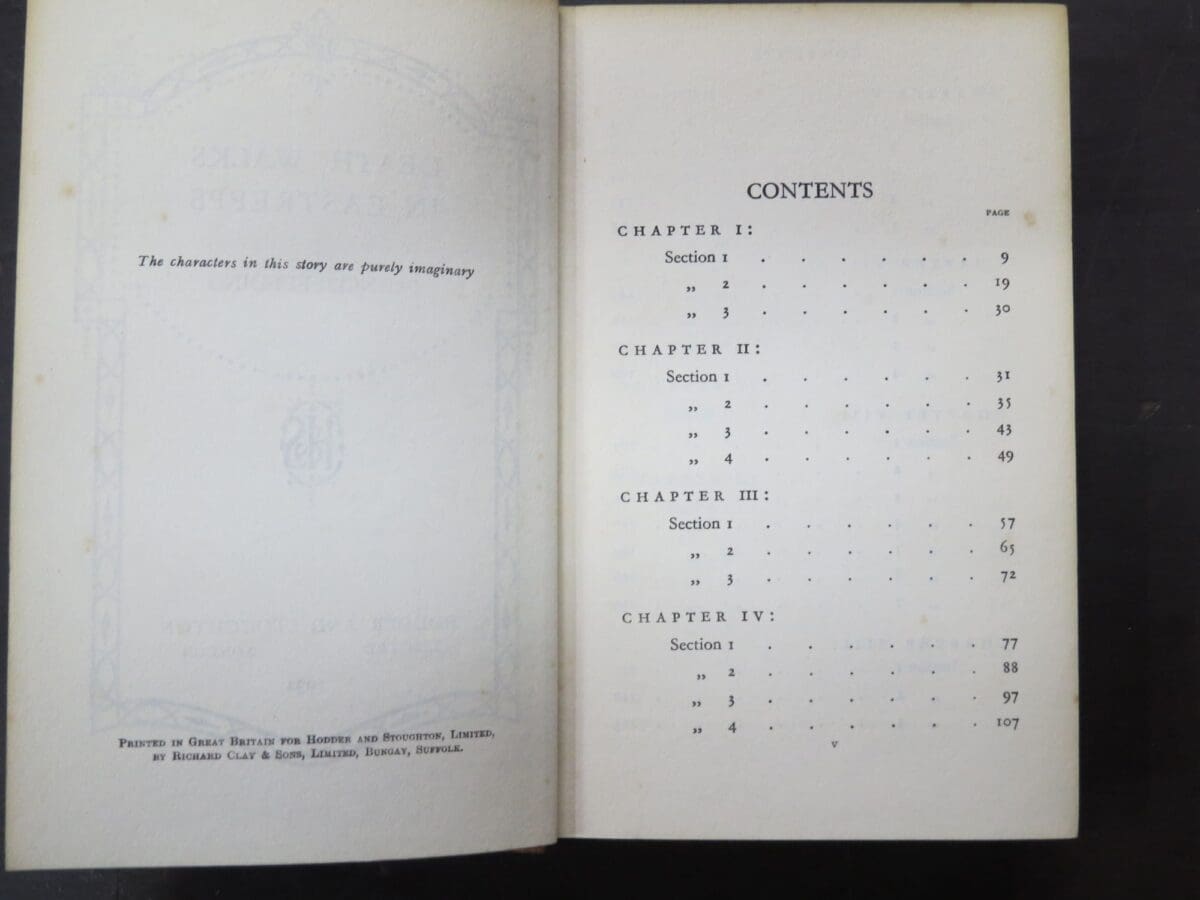 The characters in this story are purely imaginary
PRINTED IN GREAT BRITAIN FOR HODDER AND STOUGHTON, LIMITED,
BY RICHARD CLAY & SONS, LIMITED, BUNGAY, SUFFOLK.
CONTENTS
PAGE
CHAPTER I:
Section 1 . . . . . . 9
„ 2 . . . . . . 19
„ 3 . . . . . . 30
CHAPTER II:
Section 1 . . . . . . 31
„ 2 . . . . . . 35
„ 3 . . . . . . 43
„ 4 . . . . . . 49
CHAPTER III:
Section 1 . . . . . . 57
„ 2 . . . . . . 65
„ 3 . . . . . . 72
CHAPTER IV:
Section 1 . . . . . . 77
„ 2 . . . . . . 88
„ 3 . . . . . . 97
„ 4 . . . . . . 107
v